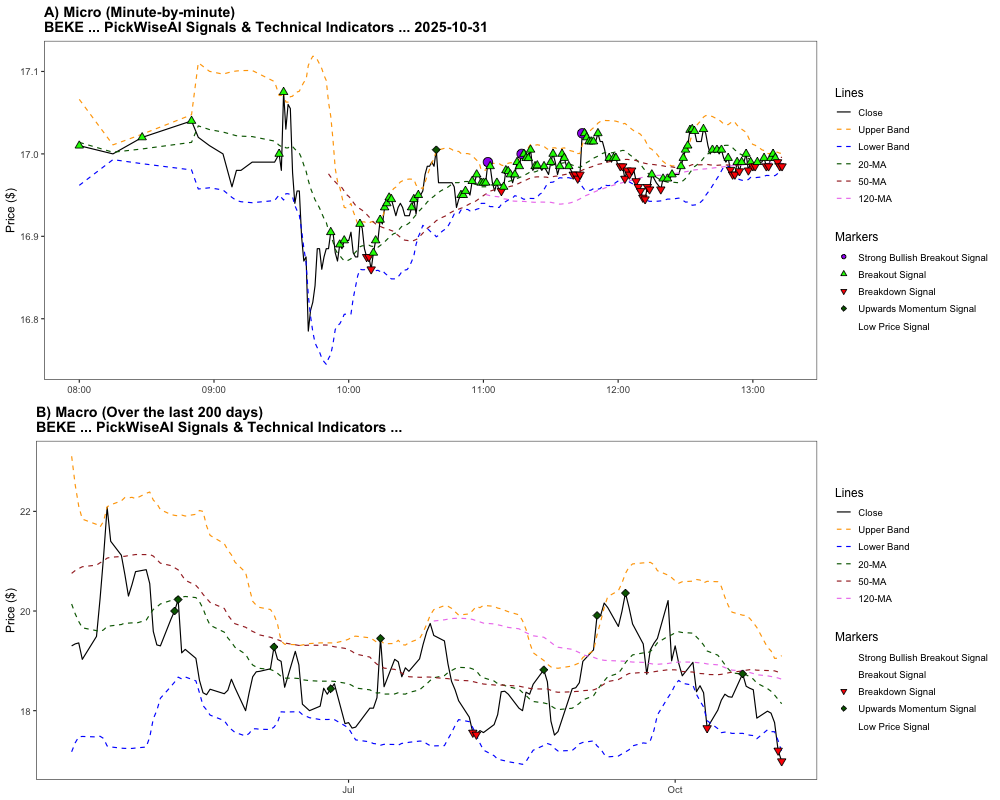 A) Micro (Minute-by-minute)
BEKE ... PickWiseAI Signals & Technical Indicators ... 2025-10-31
Price ($)
17.1
17.0
16.9
16.8
08:00
09:00
10:00
11:00
12:00
13:00
Lines
Close
Upper Band
Lower Band
20-MA
50-MA
120-MA
Markers
Strong Bullish Breakout Signal
Breakout Signal
Breakdown Signal
Upwards Momentum Signal
Low Price Signal
B) Macro (Over the last 200 days)
BEKE ... PickWiseAI Signals & Technical Indicators ...
Price ($)
22
20
18
Jul
Oct
Lines
Close
Upper Band
Lower Band
20-MA
50-MA
120-MA
Markers
Strong Bullish Breakout Signal
Breakout Signal
Breakdown Signal
Upwards Momentum Signal
Low Price Signal